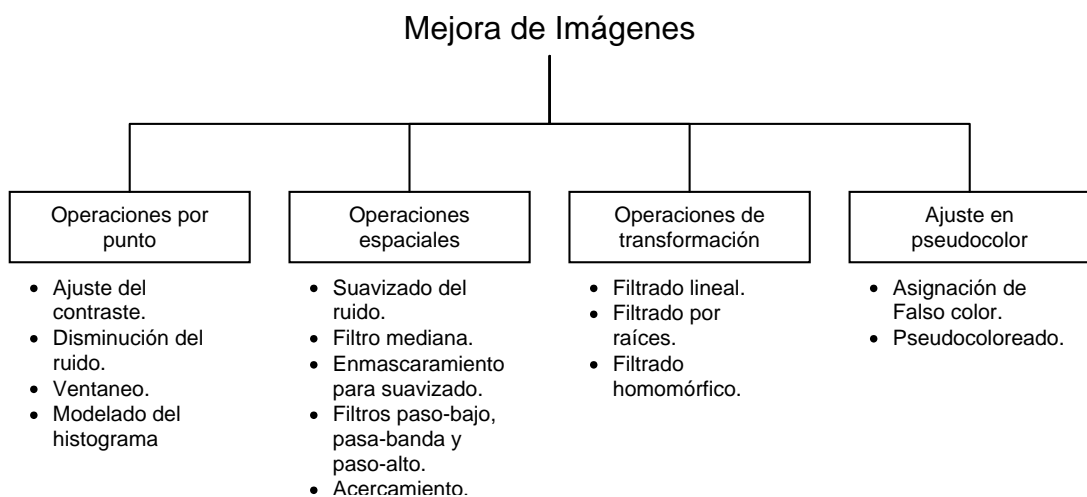 Mejora de Imágenes
Operaciones por
punto
• Ajuste del
contraste.
• Disminución del
ruido.
• Ventaneo.
• Modelado del
histograma
Operaciones
espaciales
• Suavizado del
ruido.
• Filtro mediana.
• Enmascaramiento
para suavizado.
• Filtros paso-bajo,
pasa-banda y
paso-alto.
• Acercamiento.
Operaciones de
transformación
• Filtrado lineal.
• Filtrado por
raíces.
• Filtrado
homomórfico.
Ajuste en
pseudocolor
• Asignación de
Falso color.
• Pseudocoloreado.